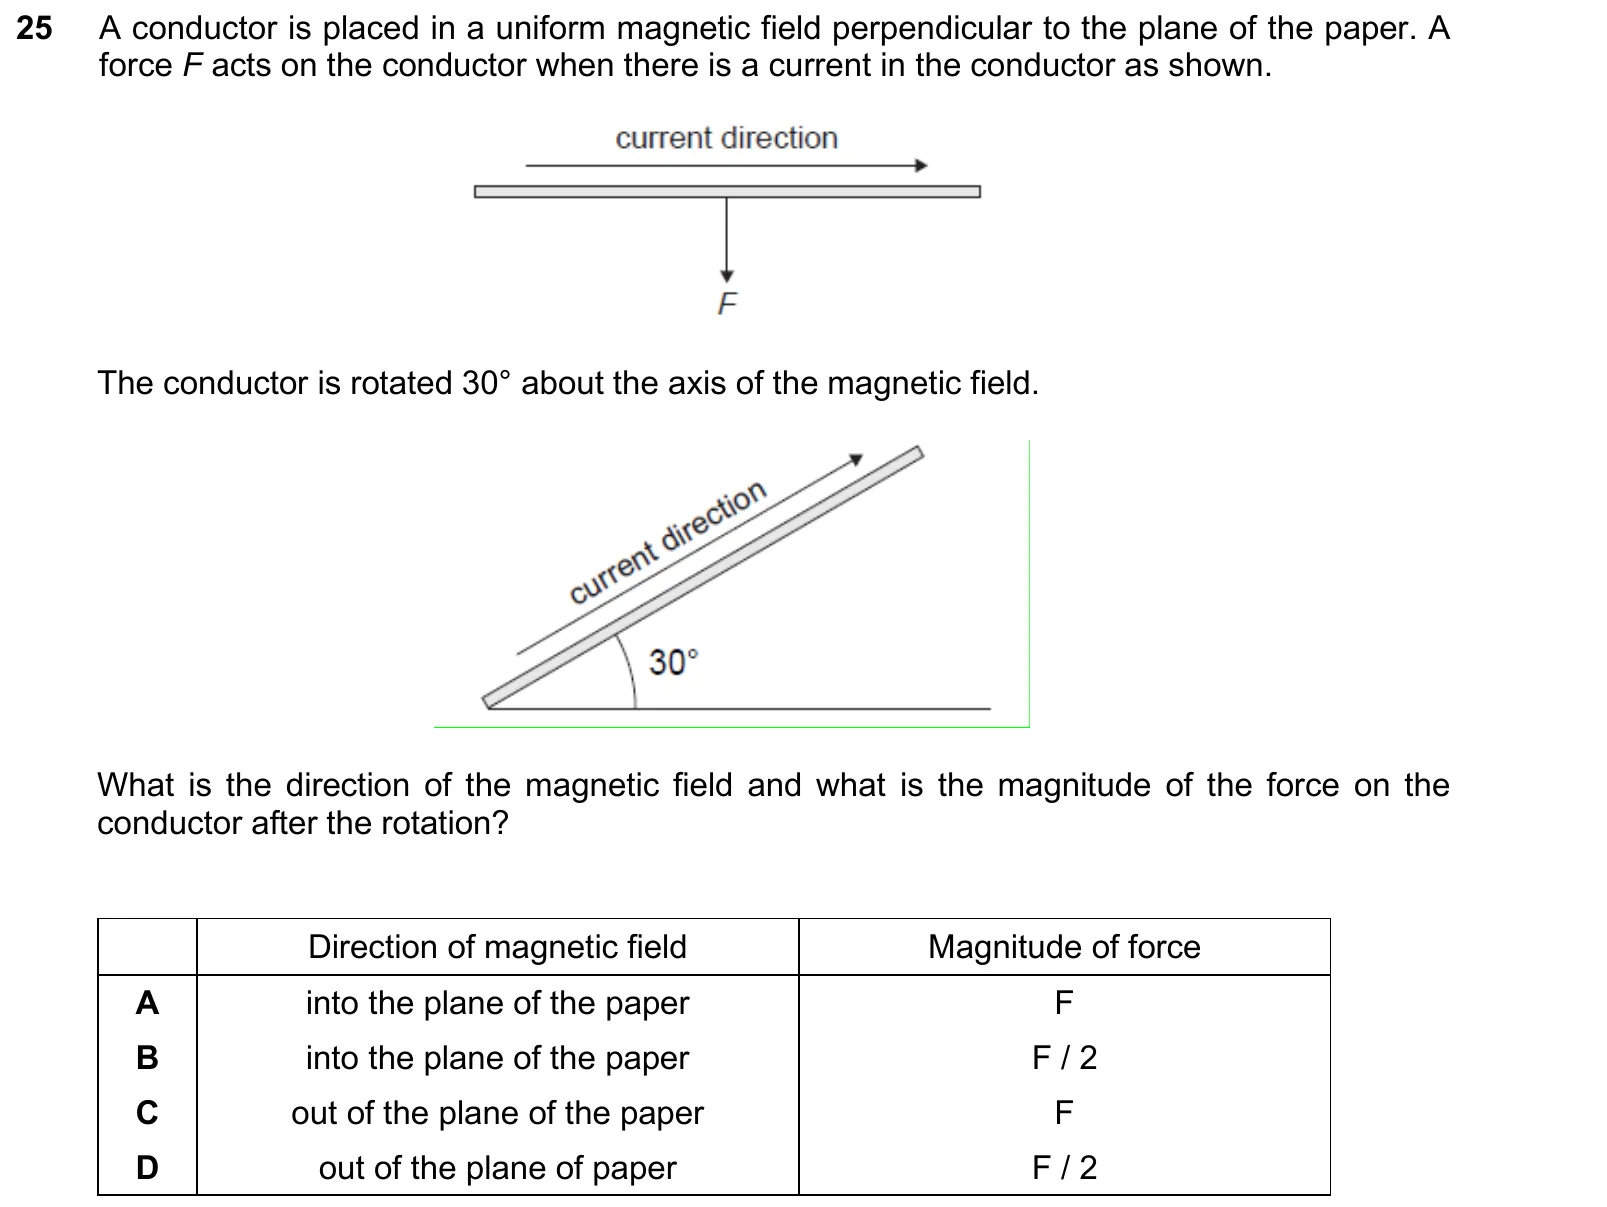 25 A conductor is placed in a uniform magnetic field perpendicular to the plane of the paper. A
force F acts on the conductor when there is a current in the conductor as shown.
current direction
F
The conductor is rotated 30° about the axis of the magnetic field.
current direction
30°
What is the direction of the magnetic field and what is the magnitude of the force on the
conductor after the rotation?
Direction of magnetic field Magnitude of force
A into the plane of the paper F
B into the plane of the paper F / 2
C out of the plane of the paper F
D out of the plane of paper F / 2